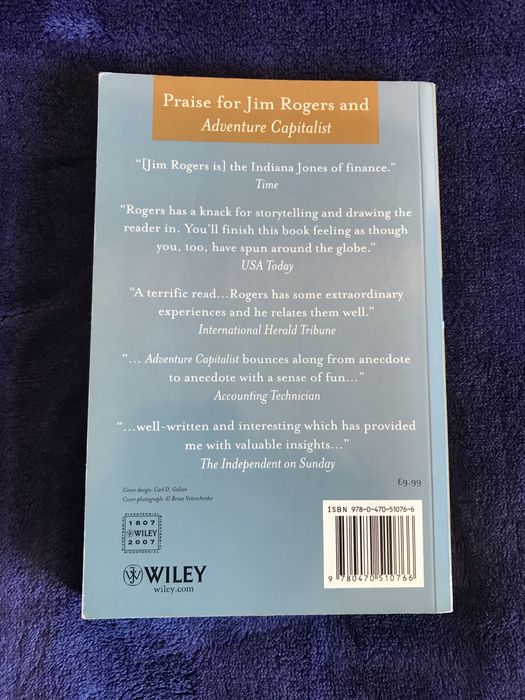 Praise for Jim Rogers and
Adventure Capitalist
“[Jim Rogers is] the Indiana Jones of finance.”
Time
“Rogers has a knack for storytelling and drawing the
reader in. You’ll finish this book feeling as though
you, too, have spun around the globe.”
USA Today
“A terrific read…Rogers has some extraordinary
experiences and he relates them well.”
International Herald Tribune
“… Adventure Capitalist bounces along from anecdote
to anecdote with a sense of fun…”
Accounting Technician
“…well-written and interesting which has provided
me with valuable insights…”
The Independent on Sunday
£9.99
Cover design: Carl D. Galian
Cover photograph: © Brian Velenchenko
BICENTENNIAL
1807
WILEY
2007
BICENTENNIAL
WILEY
wiley.com
ISBN 978-0-470-51076-6
9 780470 510766